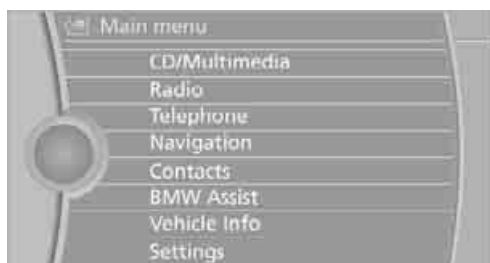 Main menu
CD/Multimedia
Radio
Telephone
Navigation
Contacts
BMW Assist
Vehicle Info
Settings